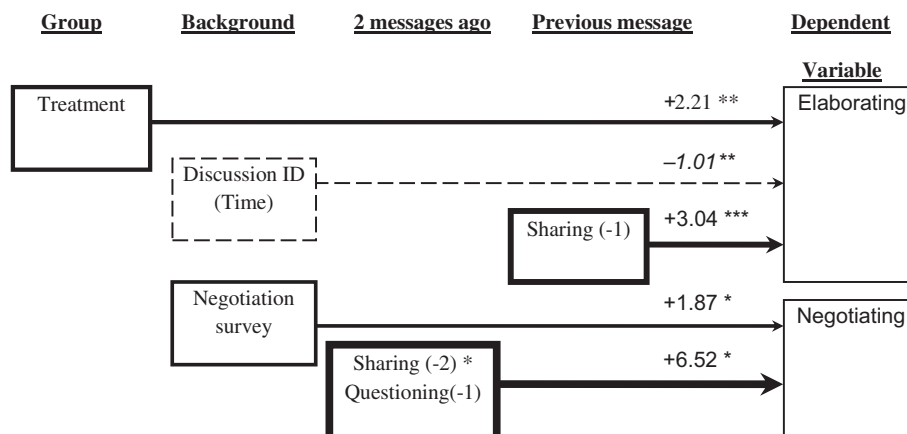 Group Background 2 messages ago Previous message Dependent
Variable
Treatment +2.21 ** Elaborating
Discussion ID
(Time)
–1.01**
Sharing (-1) +3.04 ***
Negotiation
survey
+1.87 * Negotiating
Sharing (-2) *
Questioning(-1)
+6.52 *